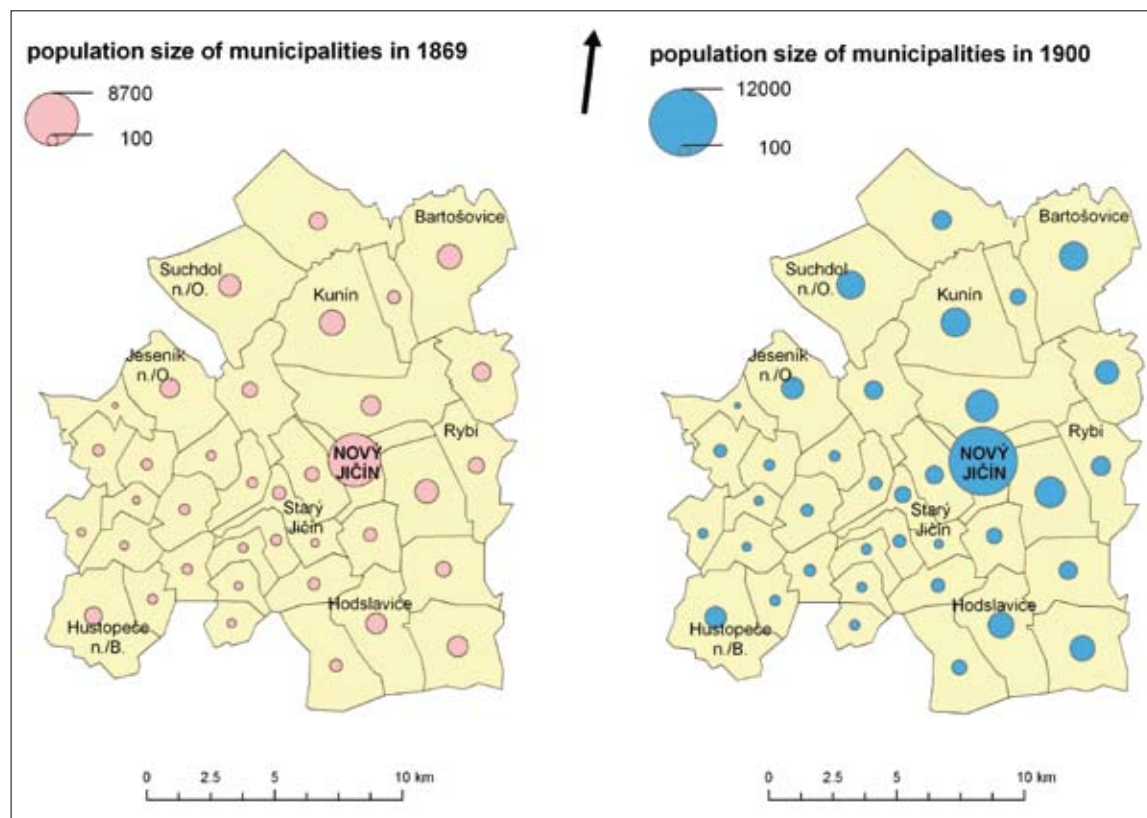 population size of municipalities in 1869
8700
100
Bartošovice
Suchdol
n./O.
Kunín
Jeseník
n./O.
Rybí
NOVÝ
JIČÍN
Starý
Jičín
Hodslavice
Hustopeče
n./B.
0 2.5 5 10 km
population size of municipalities in 1900
12000
100
Bartošovice
Suchdol
n./O.
Kunín
Jeseník
n./O.
Rybí
NOVÝ
JIČÍN
Starý
Jičín
Hodslavice
Hustopeče
n./B.
0 2.5 5 10 km